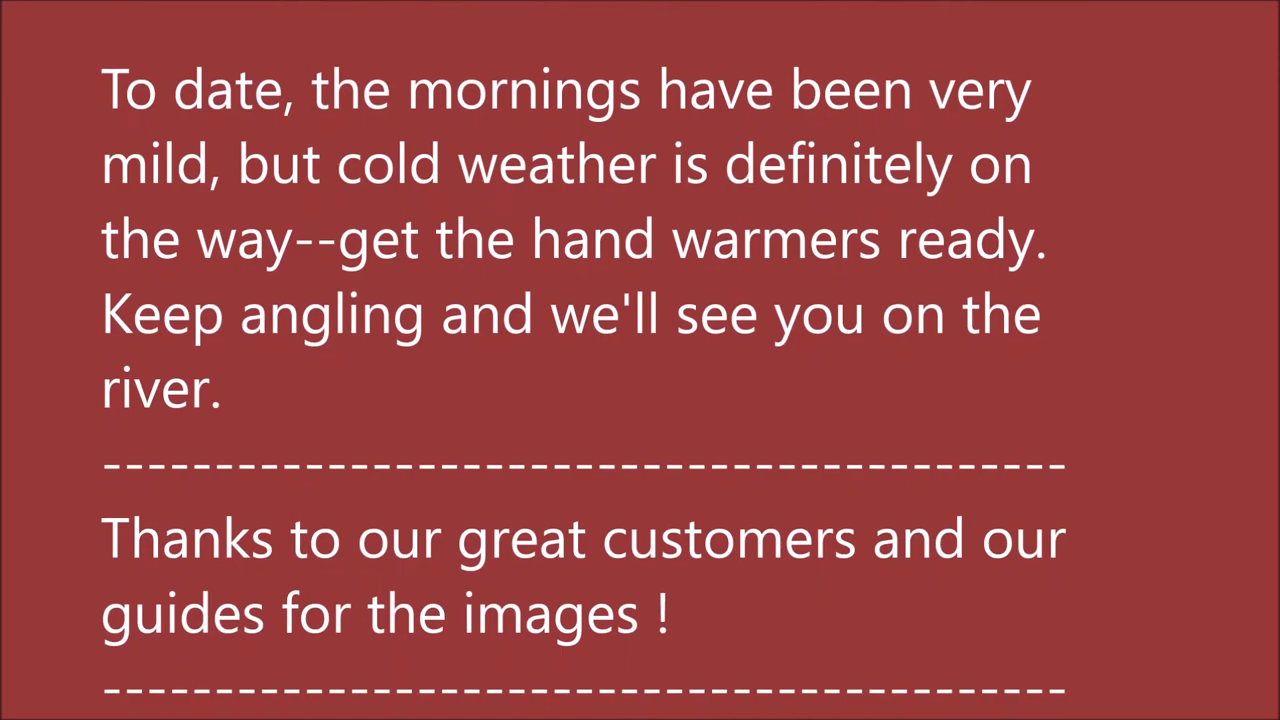 To date, the mornings have been very
mild, but cold weather is definitely on
the way--get the hand warmers ready.
Keep angling and we'll see you on the
river.
-------------------------------------------
Thanks to our great customers and our
guides for the images !
-------------------------------------------